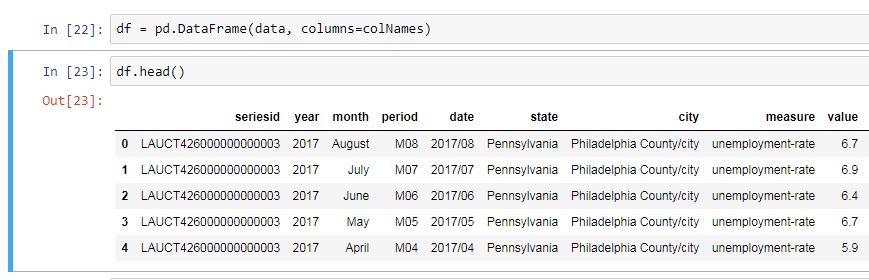 In [22]: df = pd.DataFrame(data, columns=colNames)
In [23]: df.head()
Out[23]:
seriesid year month period date state city measure value
0 LAUCT426000000000003 2017 August M08 2017/08 Pennsylvania Philadelphia County/city unemployment-rate 6.7
1 LAUCT426000000000003 2017 July M07 2017/07 Pennsylvania Philadelphia County/city unemployment-rate 6.9
2 LAUCT426000000000003 2017 June M06 2017/06 Pennsylvania Philadelphia County/city unemployment-rate 6.4
3 LAUCT426000000000003 2017 May M05 2017/05 Pennsylvania Philadelphia County/city unemployment-rate 6.7
4 LAUCT426000000000003 2017 April M04 2017/04 Pennsylvania Philadelphia County/city unemployment-rate 5.9